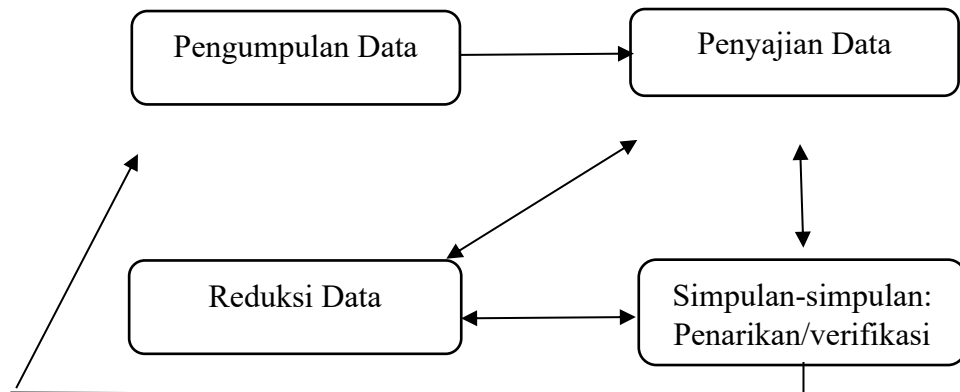 Pengumpulan Data
Penyajian Data
Reduksi Data
Simpulan-simpulan:
Penarikan/verifikasi